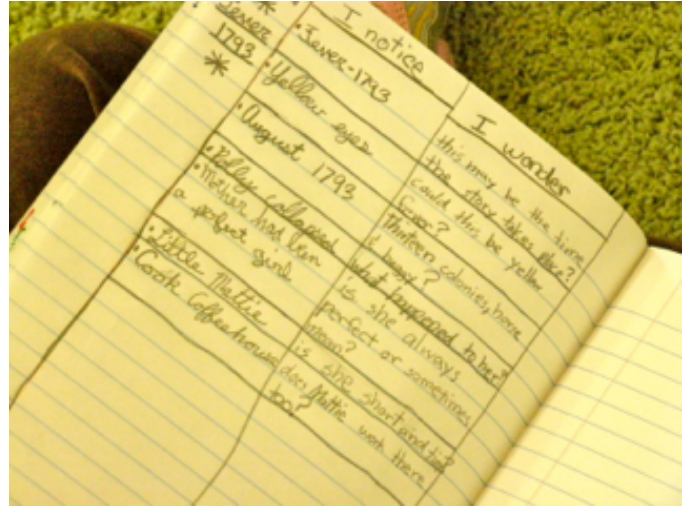 Fever
1793
I notice
• Fever-1793
• Yellow eyes
• August 1793
• Polly collapsed
• Mother had been
a perfect girl
• Little Mattie
• Cook Coffeehouse
I wonder
this may be the time
the story takes place?
could this be yellow
fever?
thirteen colonies, hows
it busy?
what happened to her?
is she always
perfect or sometimes
mean?
is she short and
does Mattie work there
too?